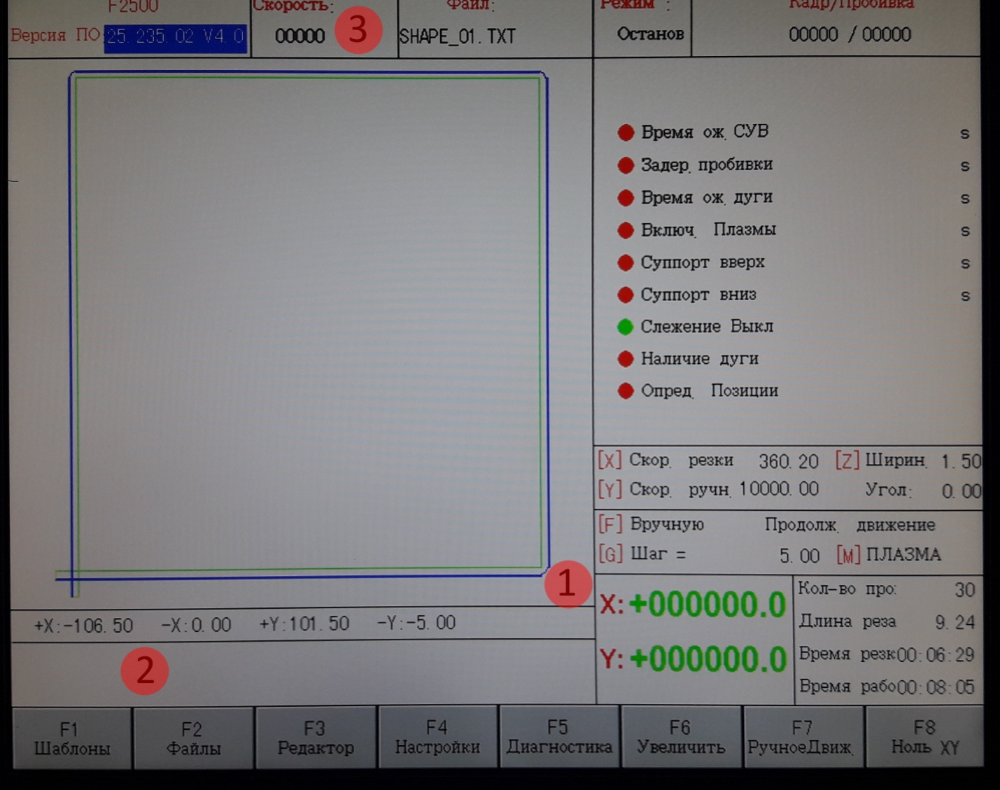 F2500 Скорость: Файл: Режим : Кадр/Пробивка
Версия ПО 25. 235. 02 V4. 0 00000 3 SHAPE_01. TXT Останов 00000 / 00000
Время ож. СУВ s
Задер. пробивки s
Время ож. дуги s
Включ. Плазмы s
Суппорт вверх s
Суппорт вниз s
Слежение Выкл
Наличие дуги
Опред. Позиции
[X] Скор. резки 360. 20 [Z] Ширин. 1. 50
[Y] Скор. ручн. 10000. 00 Угол: 0. 00
[F] Вручную Продолж. движение
[G] Шаг = 5. 00 [M] ПЛАЗМА
1
X: +000000.0
Y: +000000.0
Кол-во про: 30
Длина реза 9. 24
Время резк00:06:29
Время рабо00:08:05
+X:-106. 50 -X:0. 00 +Y:101. 50 -Y:-5. 00
2
F1 F2 F3 F4 F5 F6 F7 F8
Шаблоны Файлы Редактор Настройки Диагностика Увеличить РучноеДвиж. Ноль XY